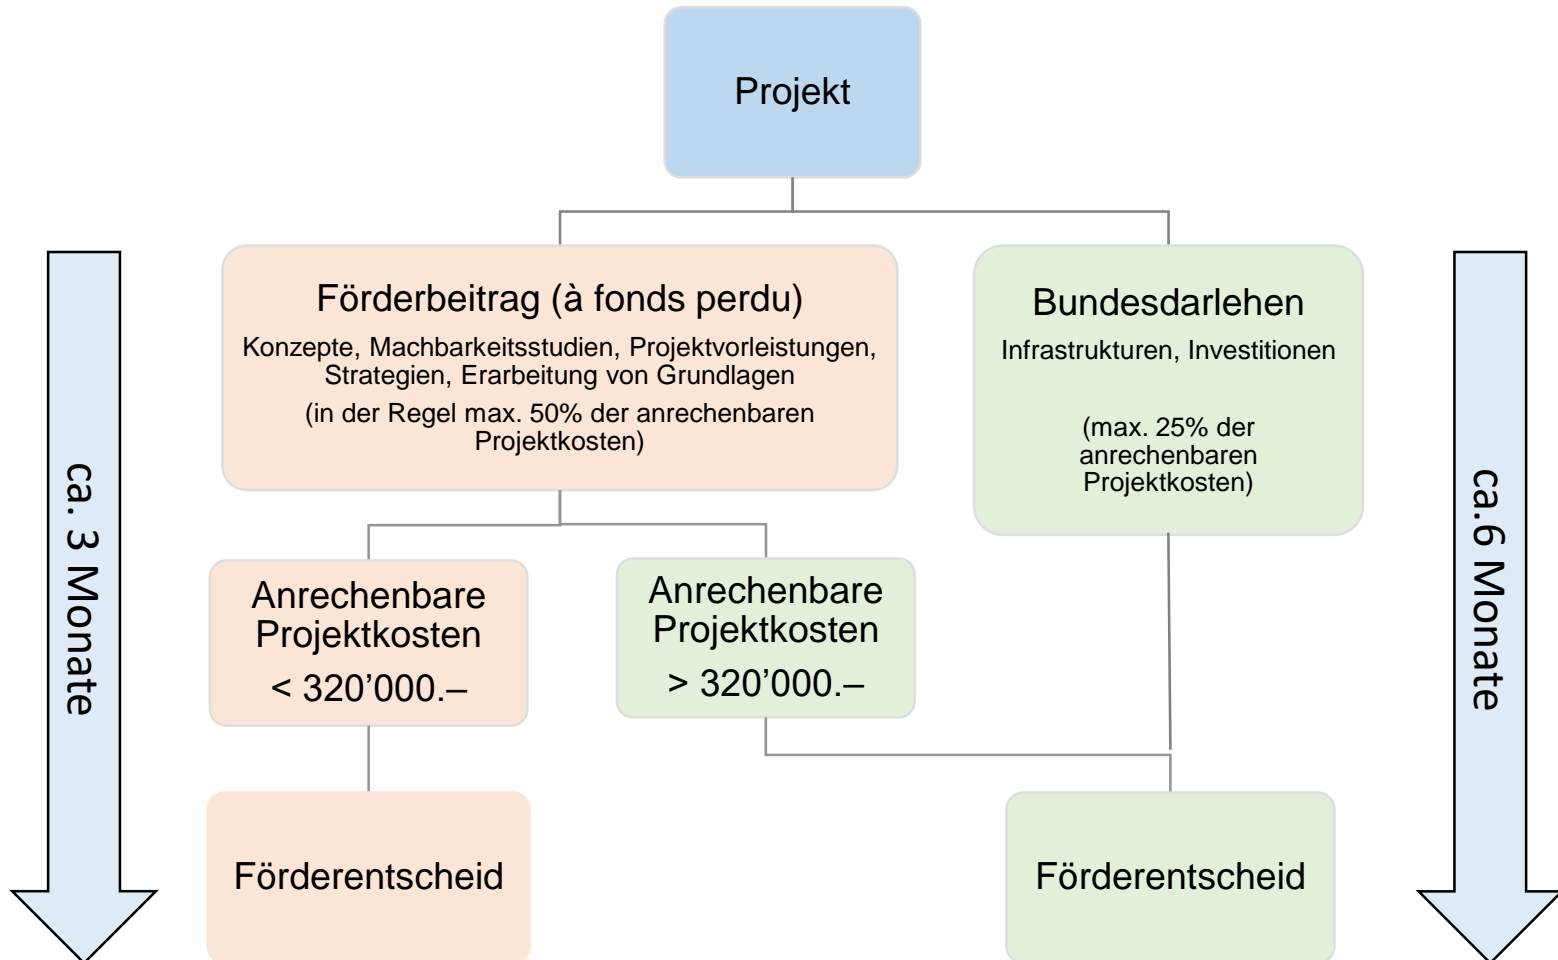 Projekt
Förderbeitrag (à fonds perdu)
Konzepte, Machbarkeitsstudien, Projektvorleistungen,
Strategien, Erarbeitung von Grundlagen
(in der Regel max. 50% der anrechenbaren
Projektkosten)
Bundesdarlehen
Infrastrukturen, Investitionen
(max. 25% der
anrechenbaren
Projektkosten)
ca. 3 Monate
ca.6 Monate
Anrechenbare
Projektkosten
< 320’000.–
Anrechenbare
Projektkosten
> 320’000.–
Förderentscheid
Förderentscheid